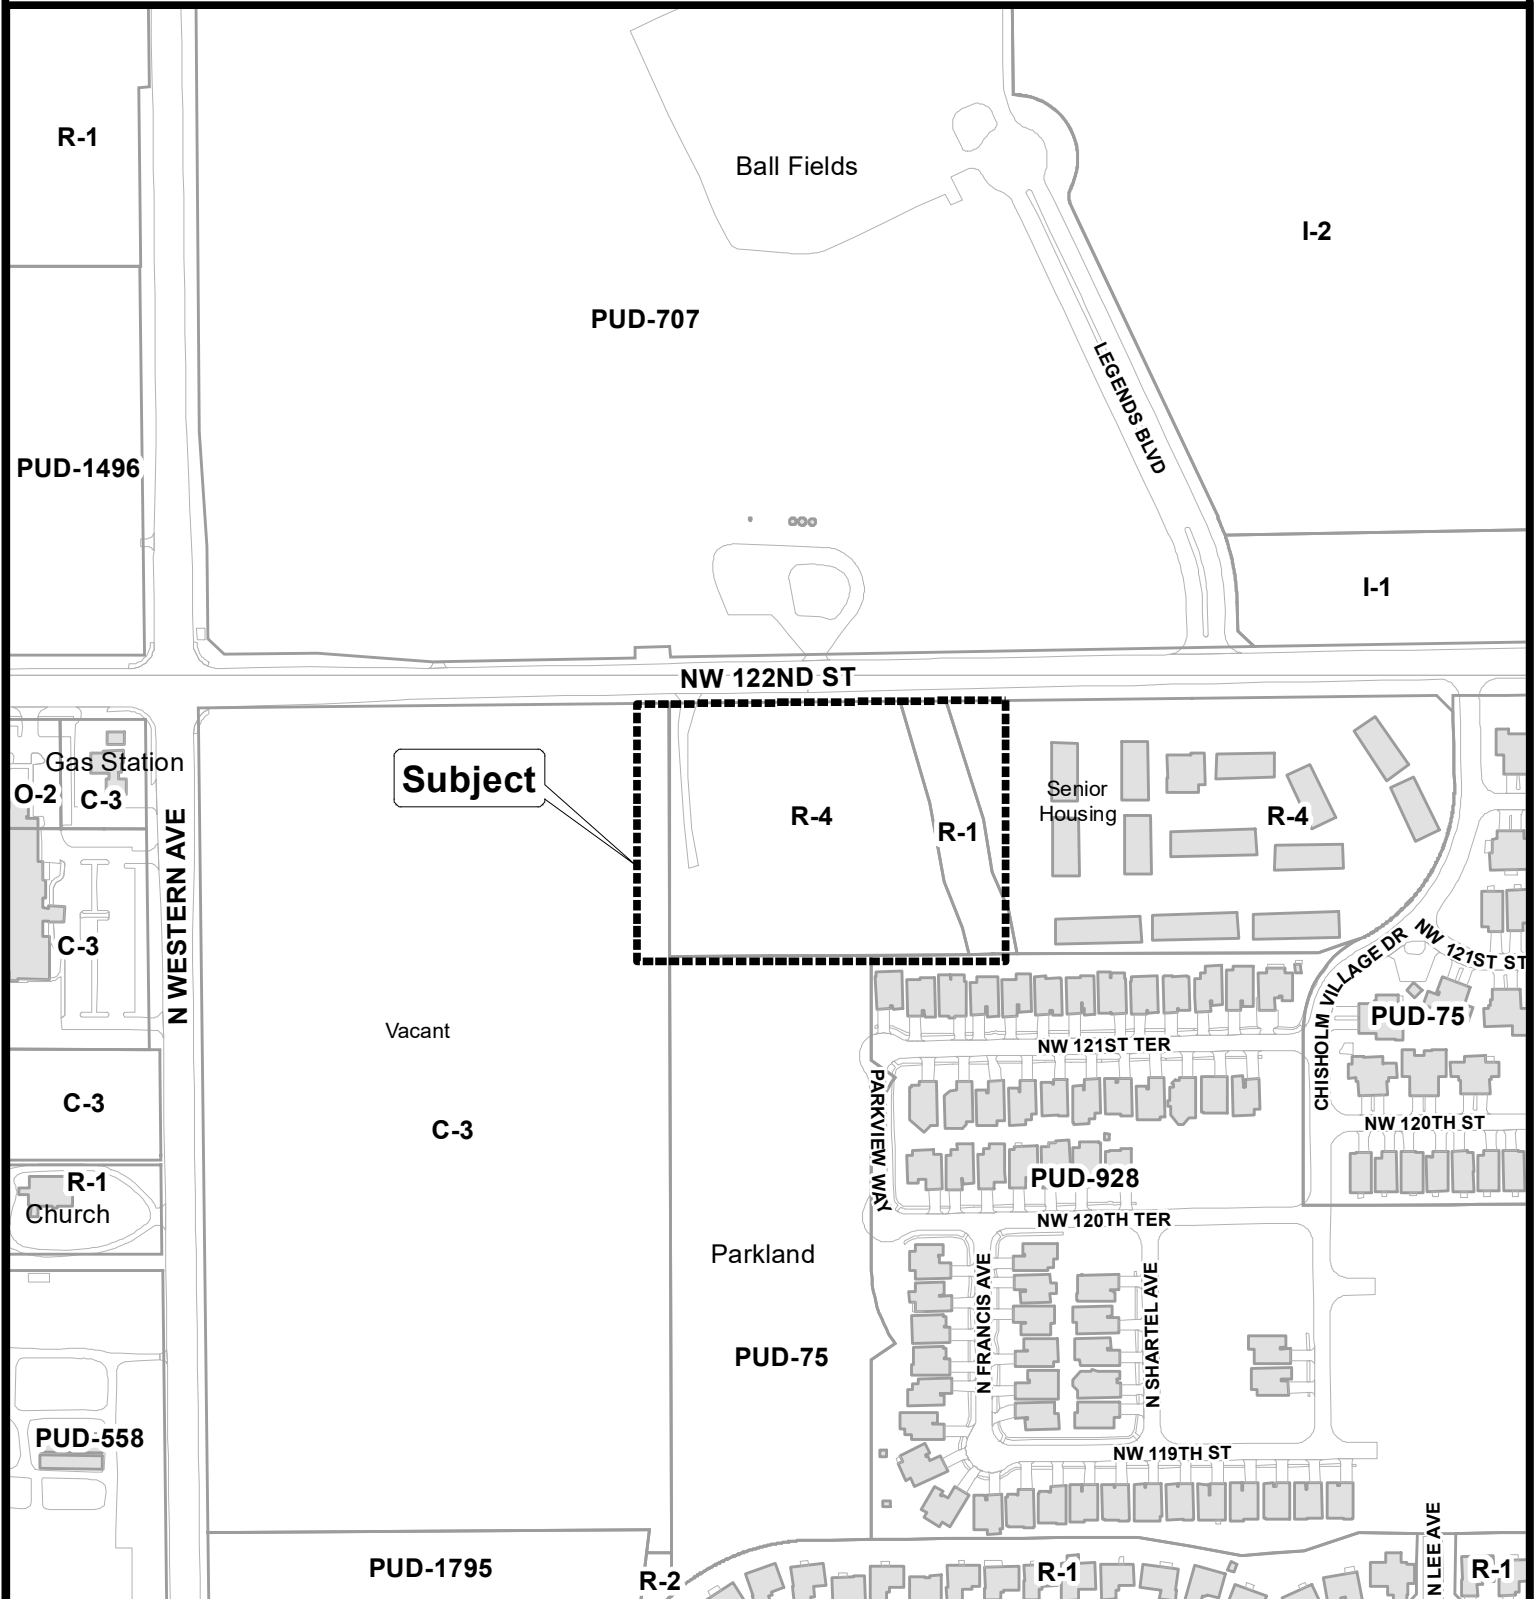 R-1
Ball Fields
I-2
PUD-707
LEGENDS BLVD
PUD-1496
I-1
NW 122ND ST
Gas Station
O-2
C-3
Subject
R-4
R-1
Senior
Housing
R-4
N WESTERN AVE
C-3
CHISHOLM VILLAGE DR
NW 121ST ST
PUD-75
Vacant
NW 121ST TER
PARKVIEW WAY
C-3
C-3
NW 120TH ST
R-1
Church
PUD-928
NW 120TH TER
Parkland
N FRANCIS AVE
N SHARTEL AVE
PUD-75
PUD-558
NW 119TH ST
N LEE AVE
PUD-1795
R-2
R-1
R-1